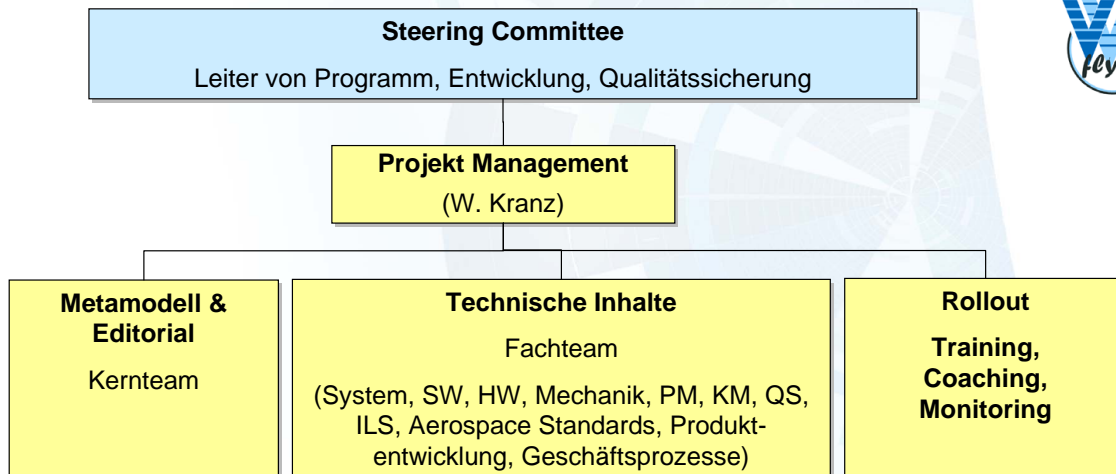 Steering Committee
Leiter von Programm, Entwicklung, Qualitätssicherung
fly
Projekt Management
(W. Kranz)
Metamodell &
Editorial
Kernteam
Technische Inhalte
Fachteam
(System, SW, HW, Mechanik, PM, KM, QS,
ILS, Aerospace Standards, Produkt-
entwicklung, Geschäftsprozesse)
Rollout
Training,
Coaching,
Monitoring